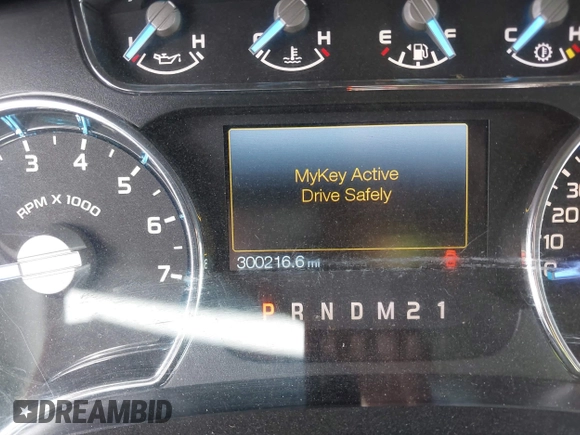 L H
C H
E F
C H
3 4 5 6 7
RPM X 1000
MyKey Active
Drive Safely
300216.6 mi
P R N D M 2 1
30
20
10
0
DREAMBID